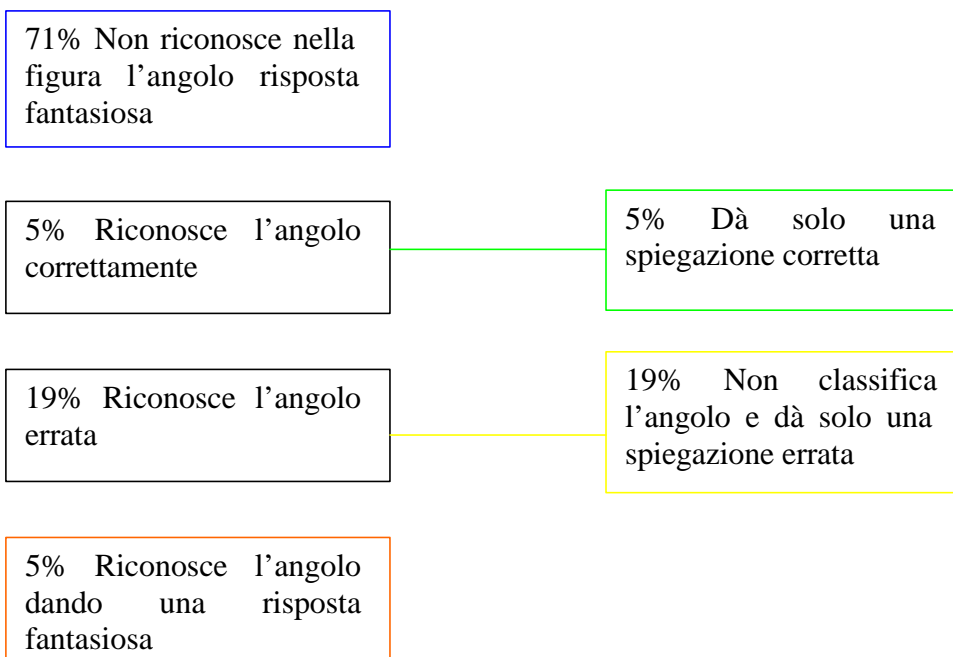 71% Non riconosce nella
figura l’angolo risposta
fantasiosa
5% Riconosce l’angolo
correttamente
5% Dà solo una
spiegazione corretta
19% Riconosce l’angolo
errata
19% Non classifica
l’angolo e dà solo una
spiegazione errata
5% Riconosce l’angolo
dando una risposta
fantasiosa